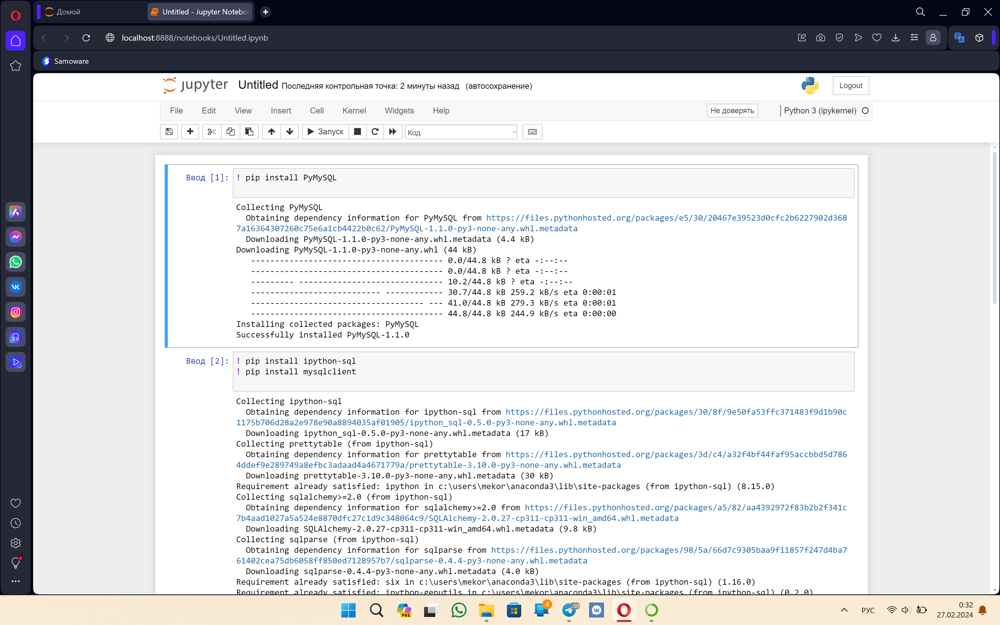 Домой
Untitled - Jupyter Notebo
localhost:8888/notebooks/Untitled.ipynb
Samoware
jupyter Untitled Последняя контрольная точка: 2 минуты назад (автосохранение)
Logout
File Edit View Insert Cell Kernel Widgets Help
Не доверять
Python 3 (ipykernel)
Запуск
Код
Ввод [1]: ! pip install PyMySQL
Collecting PyMySQL
Obtaining dependency information for PyMySQL from https://files.pythonhosted.org/packages/e5/30/20467e39523d0cfc2b6227902d368
7a16364307260c75e6a1cb4422b0c62/PyMySQL-1.1.0-py3-none-any.whl.metadata
Downloading PyMySQL-1.1.0-py3-none-any.whl.metadata (4.4 kB)
Downloading PyMySQL-1.1.0-py3-none-any.whl (44 kB)
---------------------------------------- 0.0/44.8 kB ? eta -:--:--
---------------------------------------- 0.0/44.8 kB ? eta -:--:--
--------- ------------------------------ 10.2/44.8 kB ? eta -:--:--
--------------------------- ------------ 30.7/44.8 kB 259.2 kB/s eta 0:00:01
------------------------------------ --- 41.0/44.8 kB 279.3 kB/s eta 0:00:01
---------------------------------------- 44.8/44.8 kB 244.9 kB/s eta 0:00:00
Installing collected packages: PyMySQL
Successfully installed PyMySQL-1.1.0
Ввод [2]: ! pip install ipython-sql
! pip install mysqlclient
Collecting ipython-sql
Obtaining dependency information for ipython-sql from https://files.pythonhosted.org/packages/30/8f/9e50fa53ffc371483f9d1b90c
1175b706d28a2e978e90a8894035af01905/ipython_sql-0.5.0-py3-none-any.whl.metadata
Downloading ipython_sql-0.5.0-py3-none-any.whl.metadata (17 kB)
Collecting prettytable (from ipython-sql)
Obtaining dependency information for prettytable from https://files.pythonhosted.org/packages/3d/c4/a32f4bf44faf95accbbd5d786
4ddef9e289749a8efbc3adaad4a4671779a/prettytable-3.10.0-py3-none-any.whl.metadata
Downloading prettytable-3.10.0-py3-none-any.whl.metadata (30 kB)
Requirement already satisfied: ipython in c:\users\mekor\anaconda3\lib\site-packages (from ipython-sql) (8.15.0)
Collecting sqlalchemy>=2.0 (from ipython-sql)
Obtaining dependency information for sqlalchemy>=2.0 from https://files.pythonhosted.org/packages/a5/82/aa4392972f83b2b2f341c
7b4aad1027a5a524e8870dfc27c1d9c348064c9/SQLAlchemy-2.0.27-cp311-cp311-win_amd64.whl.metadata
Downloading SQLAlchemy-2.0.27-cp311-cp311-win_amd64.whl.metadata (9.8 kB)
Collecting sqlparse (from ipython-sql)
Obtaining dependency information for sqlparse from https://files.pythonhosted.org/packages/98/5a/66d7c9305baa9f11857f247d4ba7
61402cea75db6058ff850ed7128957b7/sqlparse-0.4.4-py3-none-any.whl.metadata
Downloading sqlparse-0.4.4-py3-none-any.whl.metadata (4.0 kB)
Requirement already satisfied: six in c:\users\mekor\anaconda3\lib\site-packages (from ipython-sql) (1.16.0)
Requirement already satisfied: ipython-genutils in c:\users\mekor\anaconda3\lib\site-packages (from ipython-sql) (0.2.0)
PRE
4
..50
РУС
0:32
27.02.2024